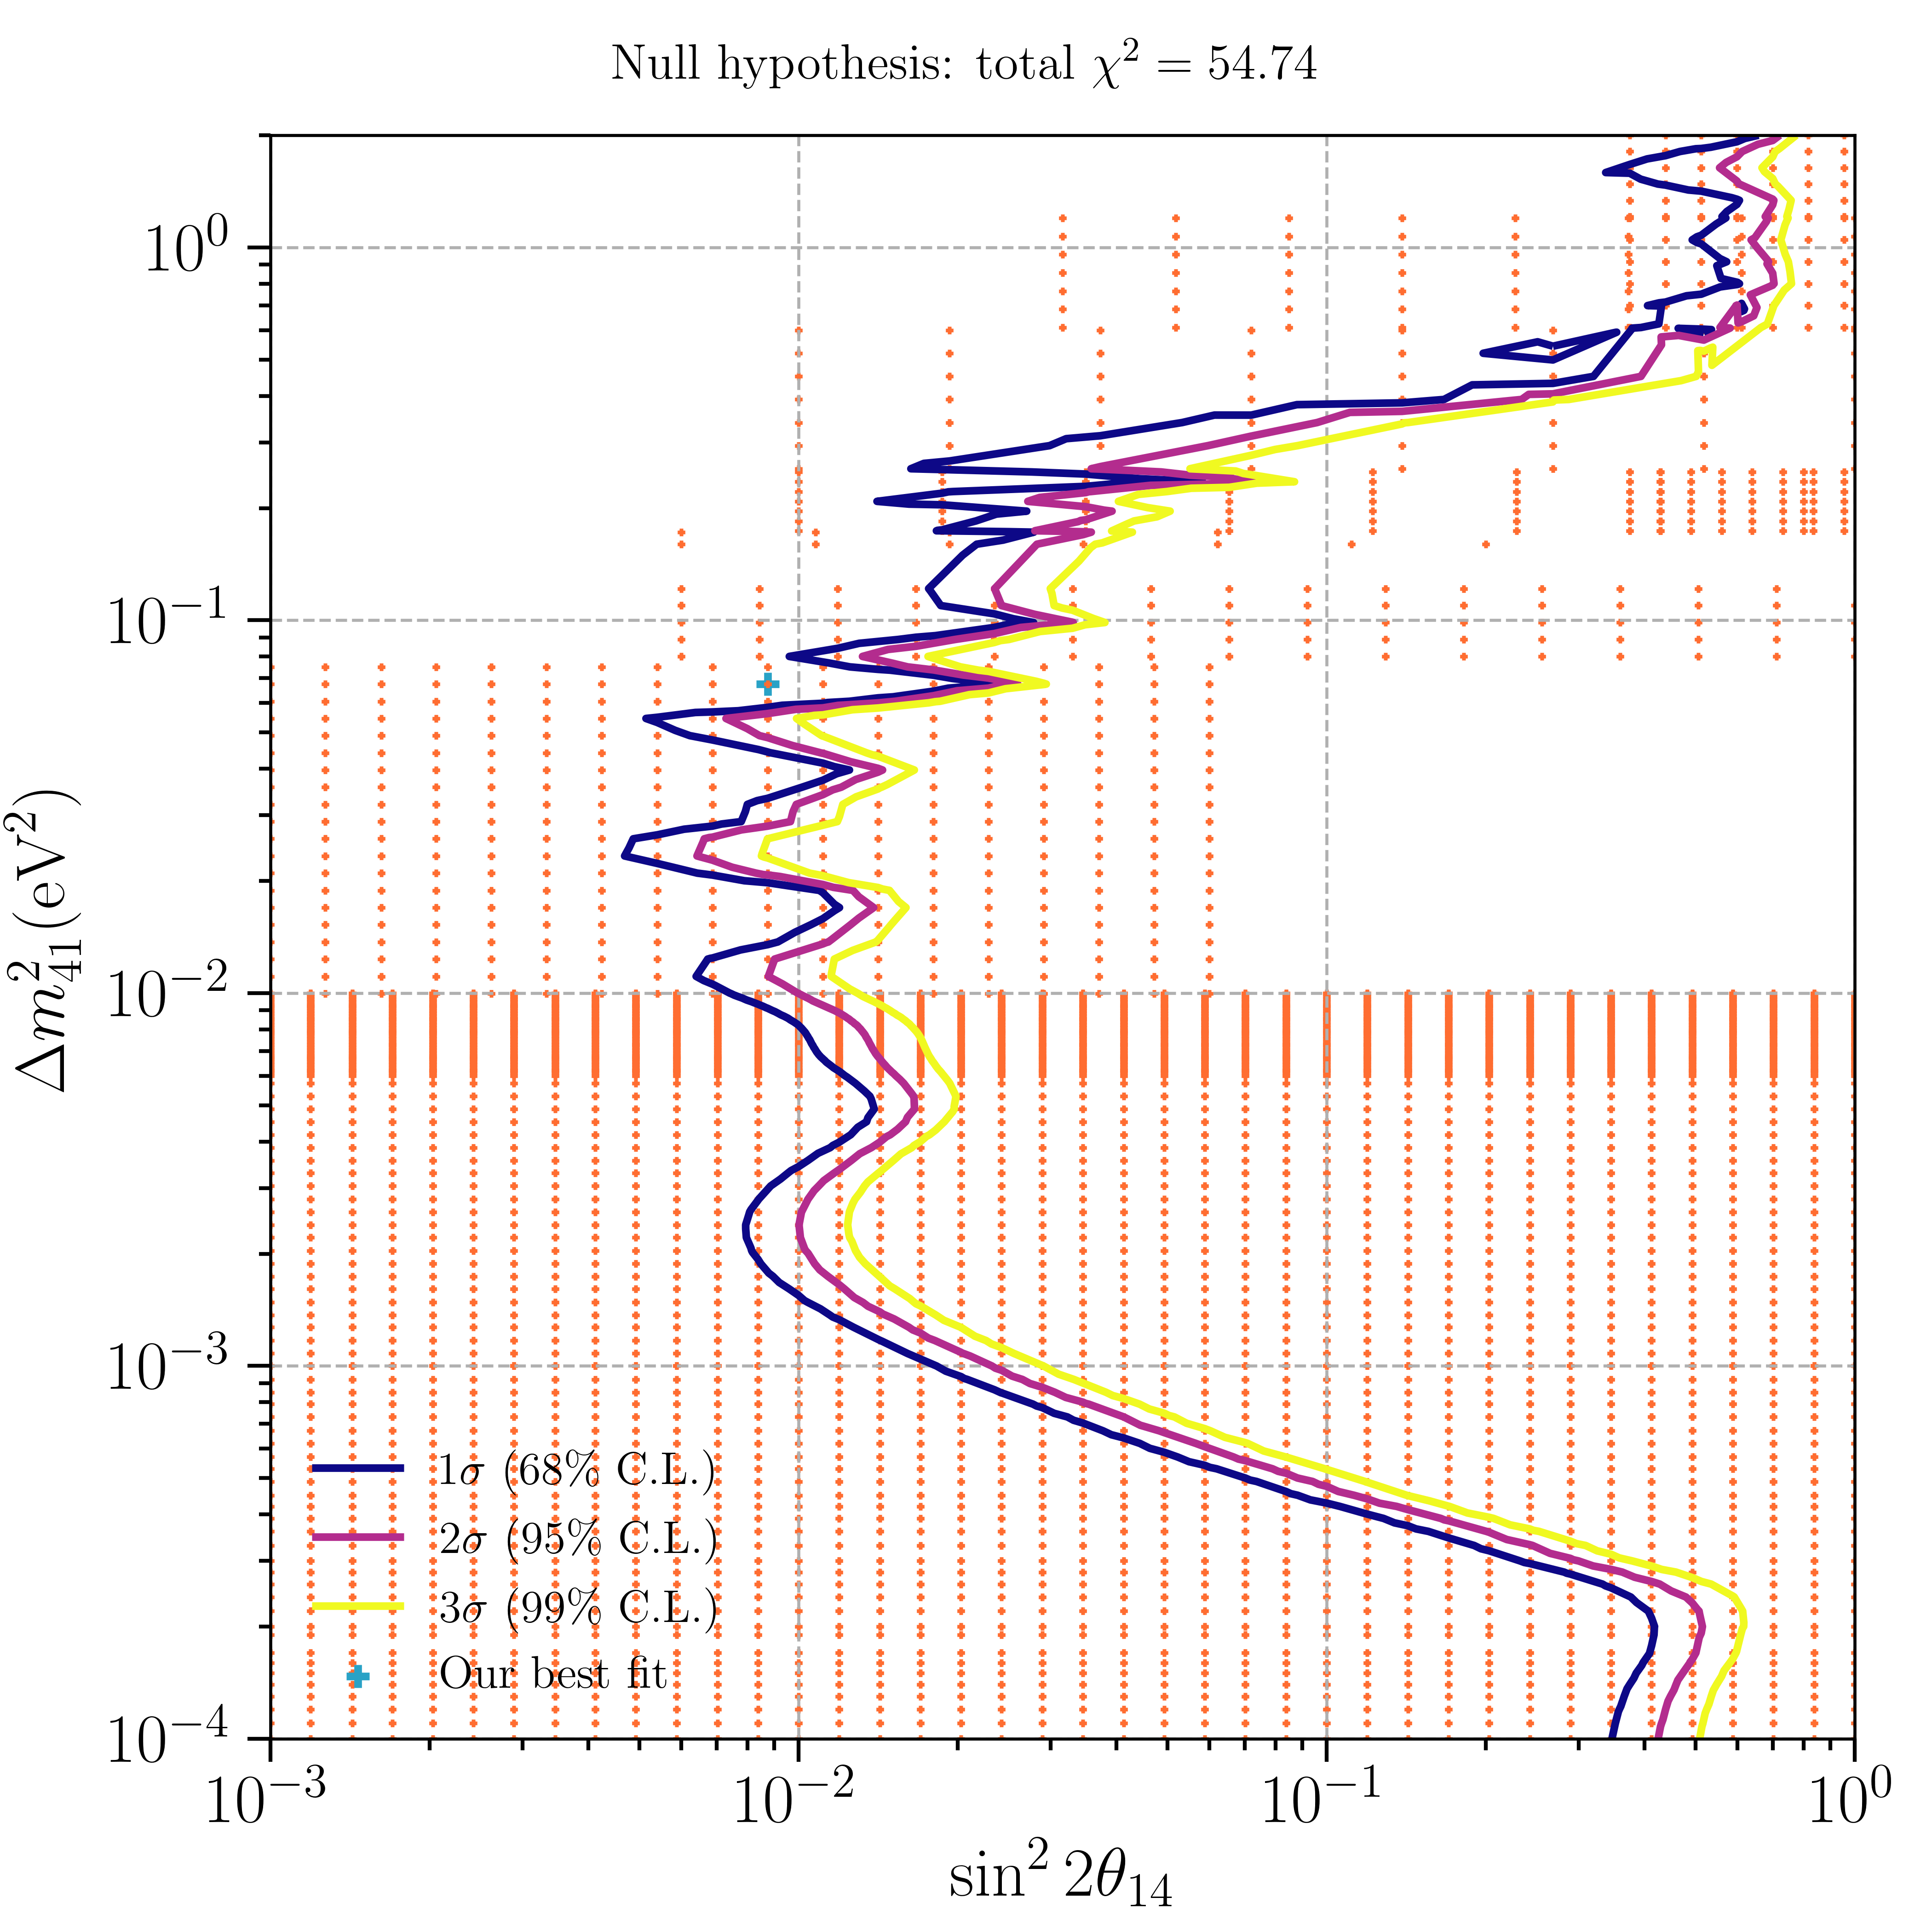 Null hypothesis: total χ² = 54.74
10⁰
10⁻¹
10⁻²
10⁻³
10⁻⁴
Δm²₄₁(eV²)
1σ (68% C.L.)
2σ (95% C.L.)
3σ (99% C.L.)
Our best fit
10⁻³
10⁻²
10⁻¹
10⁰
sin² 2θ₁₄